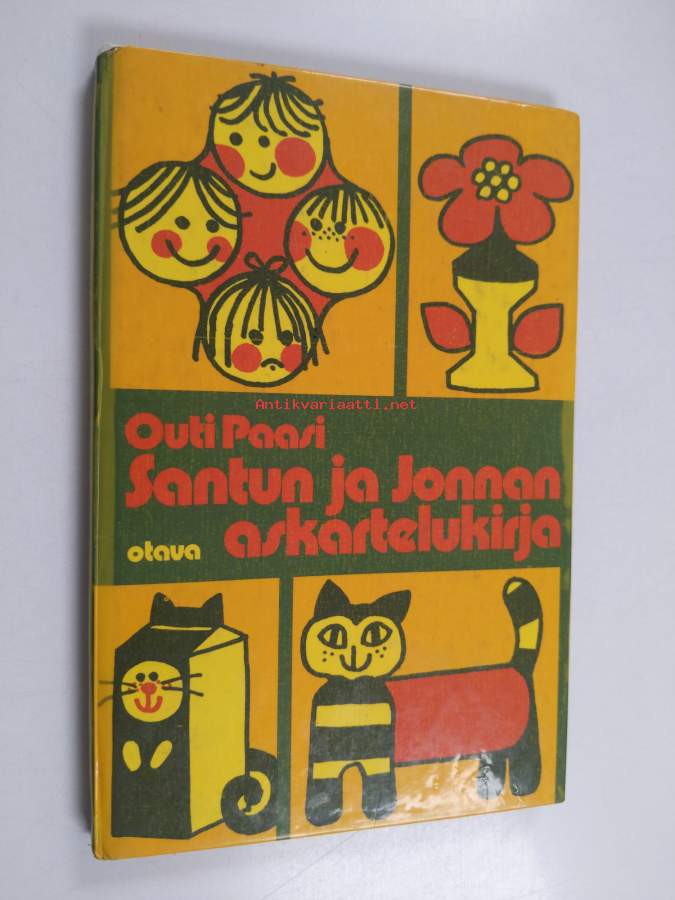 Antikvariaatti.net
Outi Paasi
Santun ja Jonnan
askartelukirja
otava